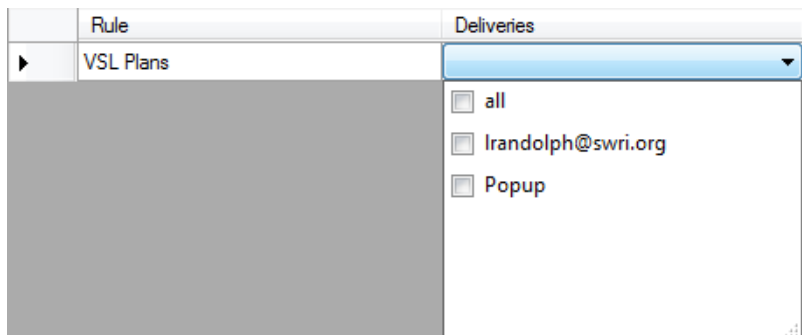 Rule Deliveries
VSL Plans
all
lrandolph@swri.org
Popup